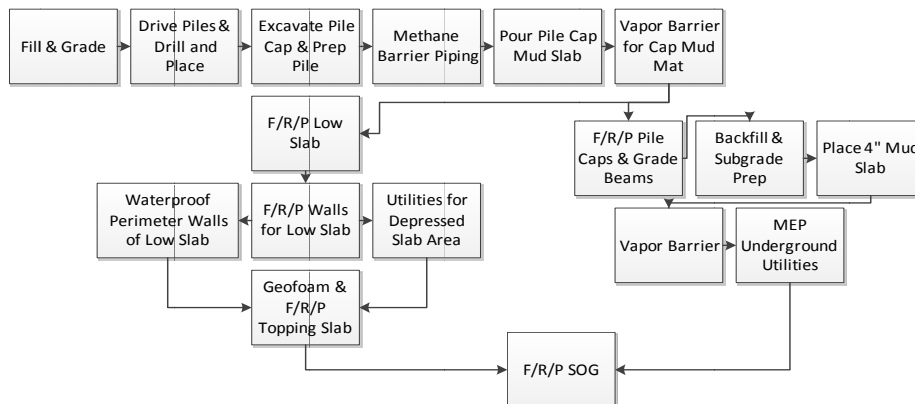 Fill & Grade
Drive Piles &
Drill and
Place
Excavate Pile
Cap & Prep
Pile
Methane
Barrier Piping
Pour Pile Cap
Mud Slab
Vapor Barrier
for Cap Mud
Mat
F/R/P Low
Slab
F/R/P Pile
Caps & Grade
Beams
Backfill &
Subgrade
Prep
Place 4" Mud
Slab
Waterproof
Perimeter Walls
of Low Slab
F/R/P Walls
for Low Slab
Utilities for
Depressed
Slab Area
Vapor Barrier
MEP
Underground
Utilities
Geofoam &
F/R/P
Topping Slab
F/R/P SOG